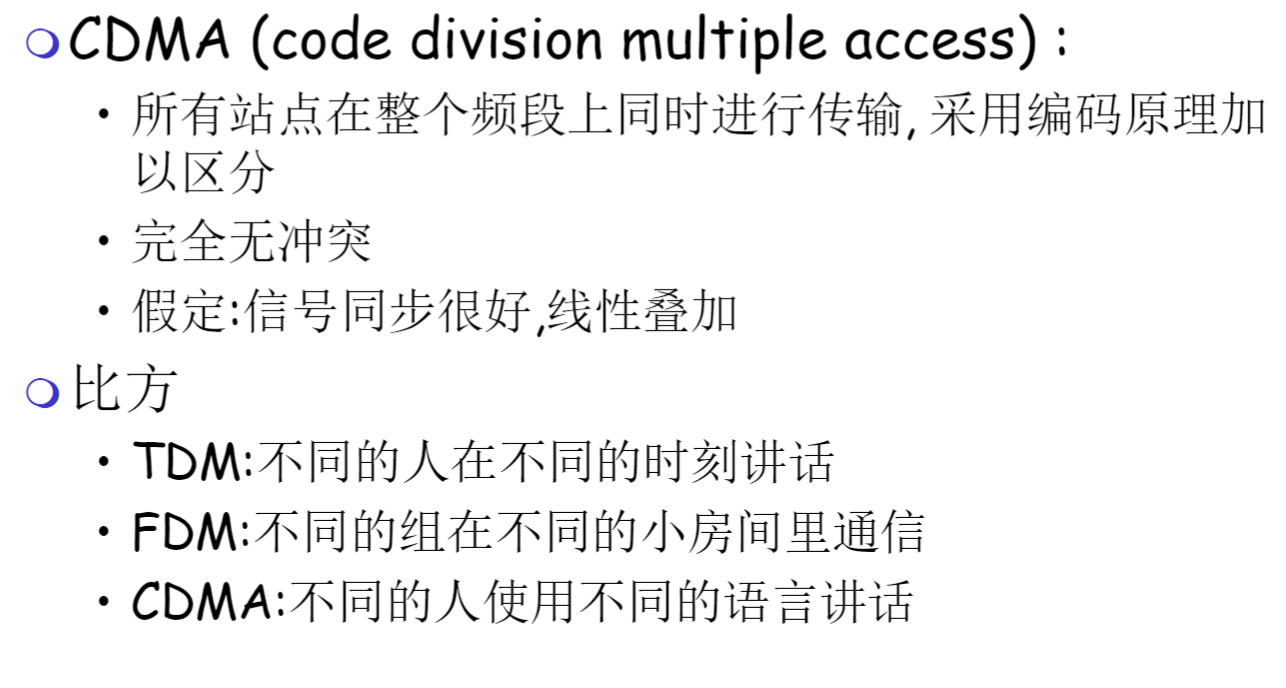 CDMA (code division multiple access) :
• 所有站点在整个频段上同时进行传输, 采用编码原理加
以区分
• 完全无冲突
• 假定:信号同步很好,线性叠加
比方
• TDM:不同的人在不同的时刻讲话
• FDM:不同的组在不同的小房间里通信
• CDMA:不同的人使用不同的语言讲话